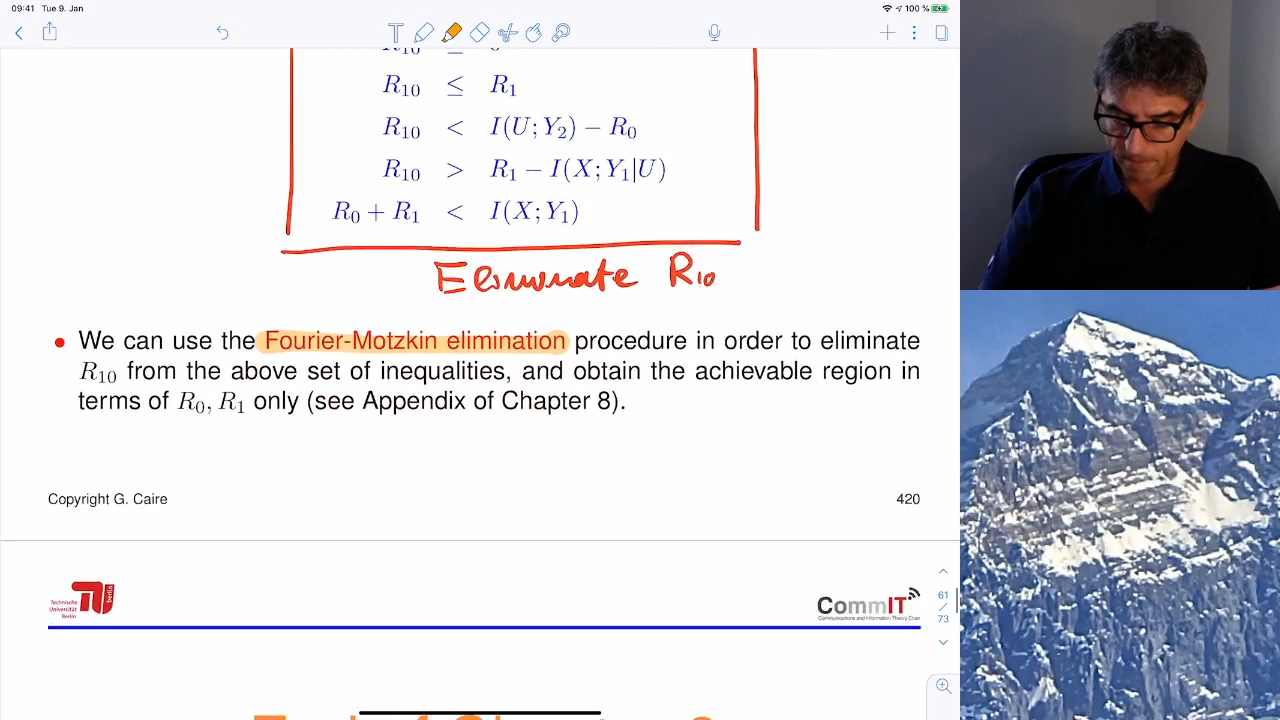 09:41 Tue 9. Jan
100 %
R₁₀ ≤ R₁
R₁₀ < I(U; Y₂) − R₀
R₁₀ > R₁ − I(X; Y₁|U)
R₀ + R₁ < I(X; Y₁)
Eliminate R₁₀
• We can use the Fourier-Motzkin elimination procedure in order to eliminate
R₁₀ from the above set of inequalities, and obtain the achievable region in
terms of R₀, R₁ only (see Appendix of Chapter 8).
Copyright G. Caire
420
Technische
Universität
Berlin
CommIT
Communications and Information Theory Chair
61
/
73